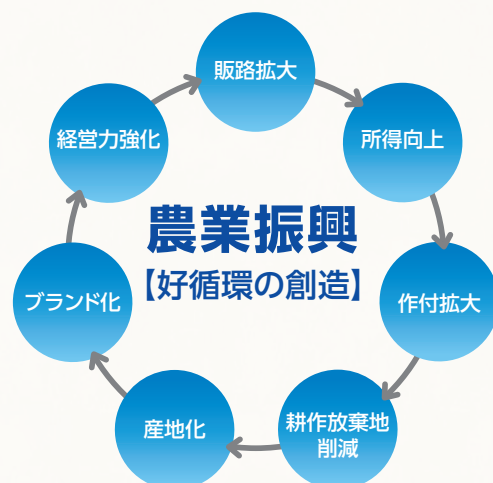 販路拡大
所得向上
作付拡大
耕作放棄地
削減
産地化
ブランド化
経営力強化
農業振興
【好循環の創造】